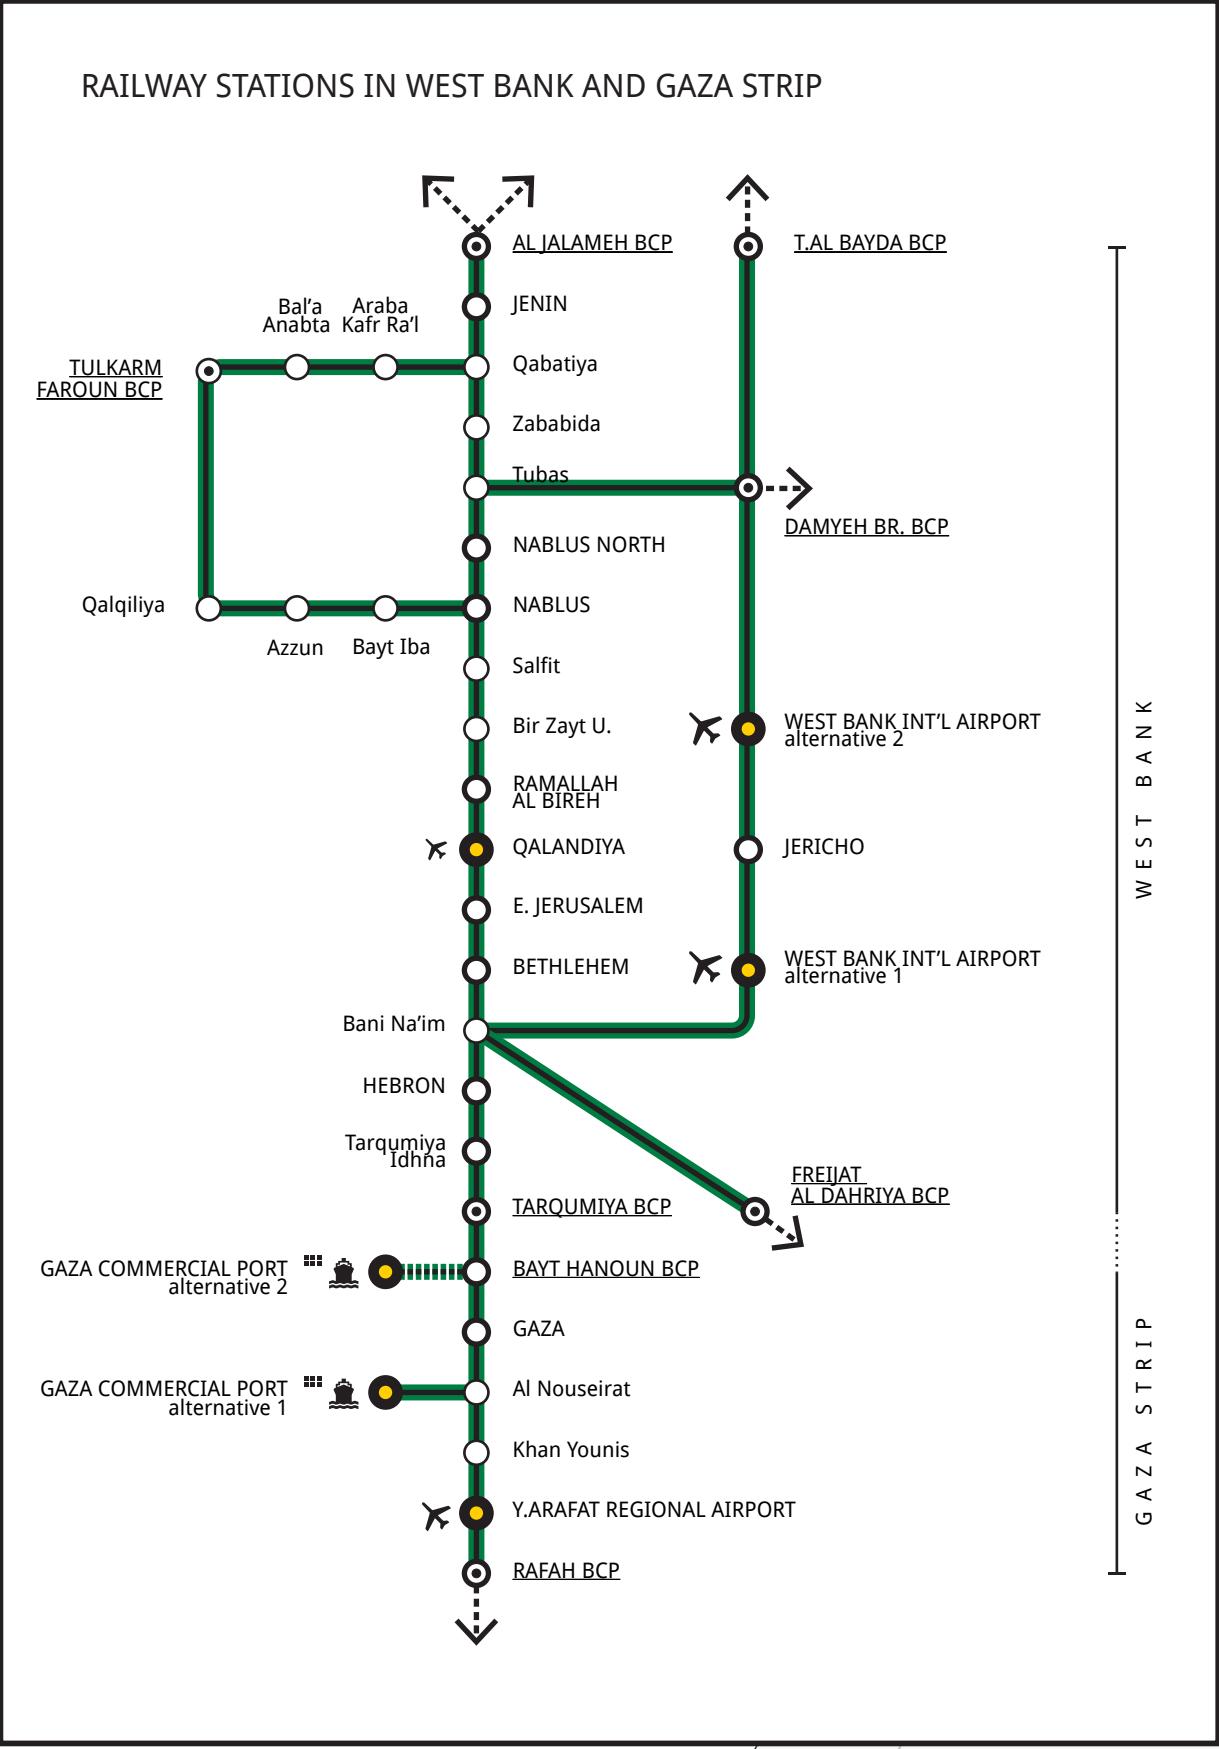 RAILWAY STATIONS IN WEST BANK AND GAZA STRIP
AL JALAMEH BCP
T.AL BAYDA BCP
JENIN
Bal’a
Anabta
Araba
Kafr Ra’l
TULKARM
FAROUN BCP
Qabatiya
Zababida
Tubas
DAMYEH BR. BCP
NABLUS NORTH
Qalqiliya
NABLUS
Azzun
Bayt Iba
Salfit
Bir Zayt U.
WEST BANK INT’L AIRPORT
alternative 2
RAMALLAH
AL BIREH
QALANDIYA
JERICHO
E. JERUSALEM
BETHLEHEM
WEST BANK INT’L AIRPORT
alternative 1
Bani Na’im
HEBRON
Tarqumiya
Idhna
FREIJAT
AL DAHRIYA BCP
TARQUMIYA BCP
GAZA COMMERCIAL PORT
alternative 2
BAYT HANOUN BCP
GAZA
GAZA COMMERCIAL PORT
alternative 1
Al Nouseirat
Khan Younis
Y.ARAFAT REGIONAL AIRPORT
RAFAH BCP
WEST BANK
GAZA STRIP